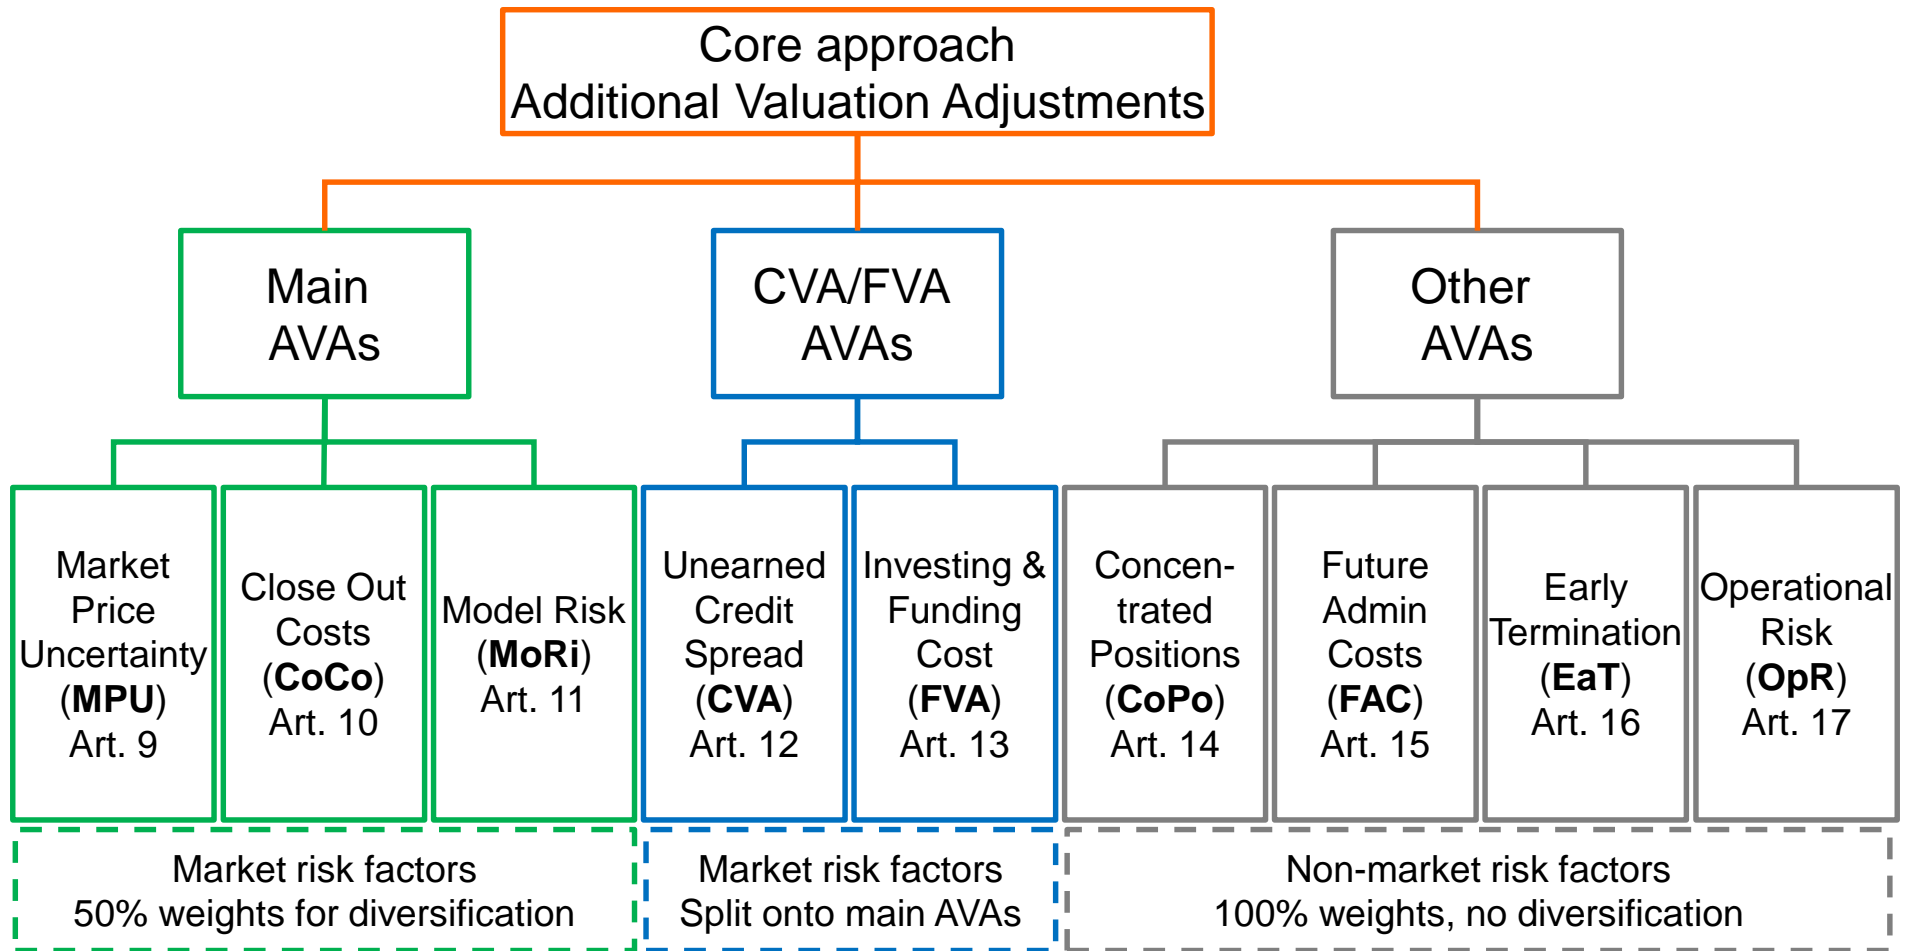 Core approach
Additional Valuation Adjustments
Main
AVAs
CVA/FVA
AVAs
Other
AVAs
Market
Price
Uncertainty
(MPU)
Art. 9
Close Out
Costs
(CoCo)
Art. 10
Model Risk
(MoRi)
Art. 11
Unearned
Credit
Spread
(CVA)
Art. 12
Investing &
Funding
Cost
(FVA)
Art. 13
Concen-
trated
Positions
(CoPo)
Art. 14
Future
Admin
Costs
(FAC)
Art. 15
Early
Termination
(EaT)
Art. 16
Operational
Risk
(OpR)
Art. 17
Market risk factors
50% weights for diversification
Market risk factors
Split onto main AVAs
Non-market risk factors
100% weights, no diversification